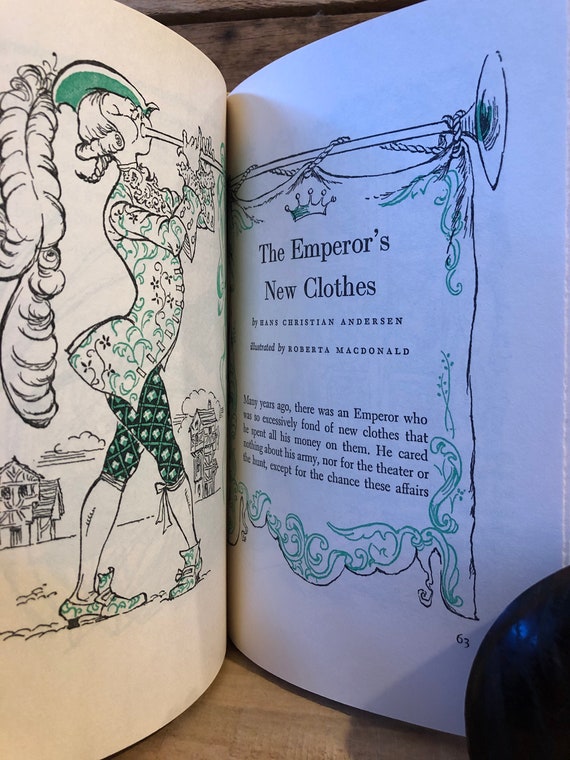 The Emperor's
New Clothes
by HANS CHRISTIAN ANDERSEN
illustrated by ROBERTA MACDONALD
Many years ago, there was an Emperor who
was so excessively fond of new clothes that
he spent all his money on them. He cared
nothing about his army, nor for the theater or
the hunt, except for the chance these affairs
63